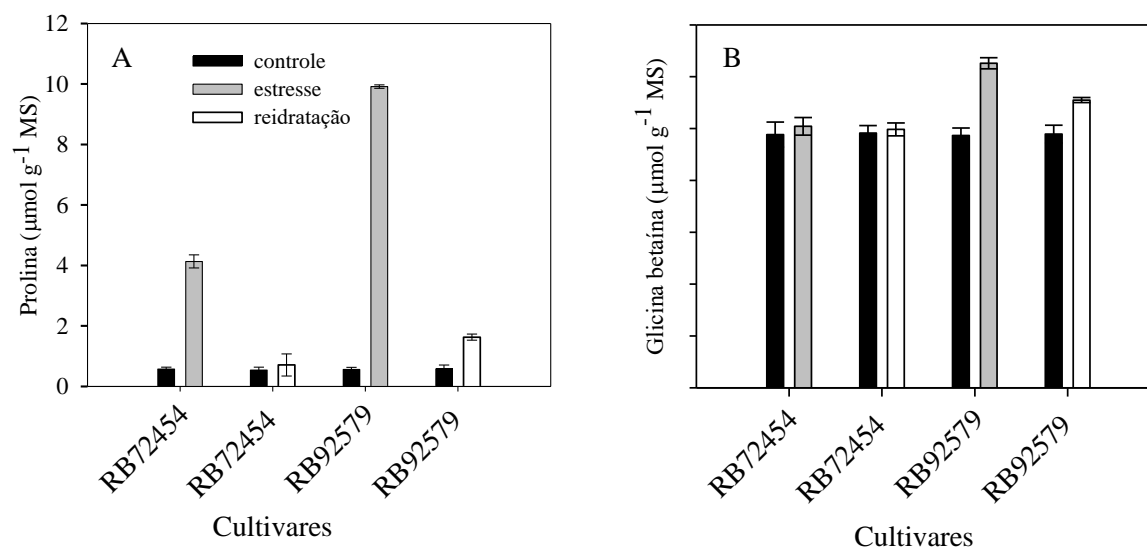 A
controle
estresse
reidratação
Prolina (µmol g-1 MS)
12
10
8
6
4
2
0
RB72454
RB72454
RB92579
RB92579
Cultivares
B
Glicina betaína (µmol g-1 MS)
RB72454
RB72454
RB92579
RB92579
Cultivares